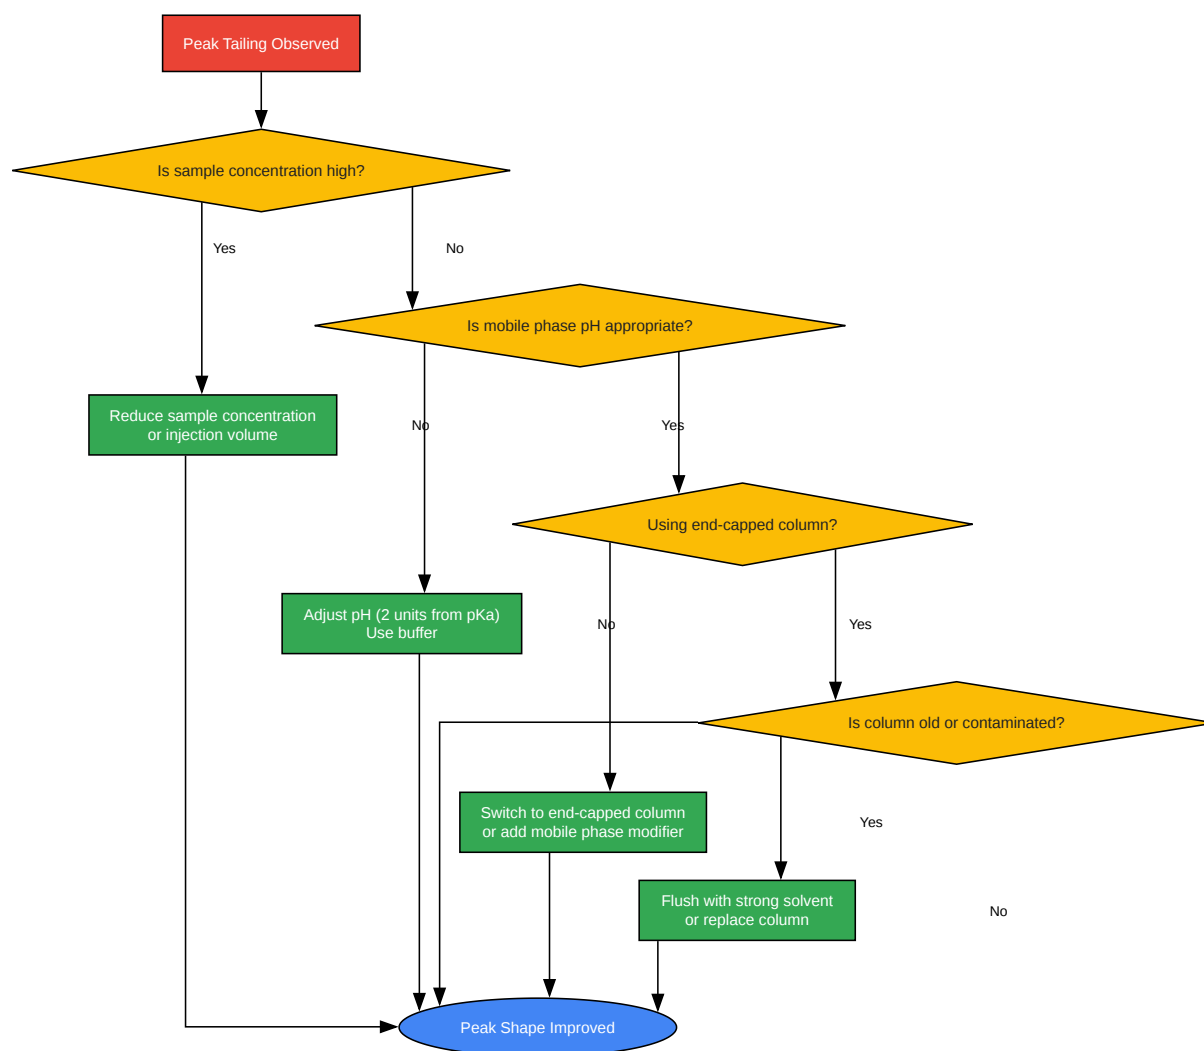 Peak Tailing Observed
Is sample concentration high?
Yes
No
Is mobile phase pH appropriate?
Reduce sample concentration
or injection volume
No
Yes
Using end-capped column?
Adjust pH (2 units from pKa)
Use buffer
No
Yes
Is column old or contaminated?
Switch to end-capped column
or add mobile phase modifier
Yes
Flush with strong solvent
or replace column
No
Peak Shape Improved